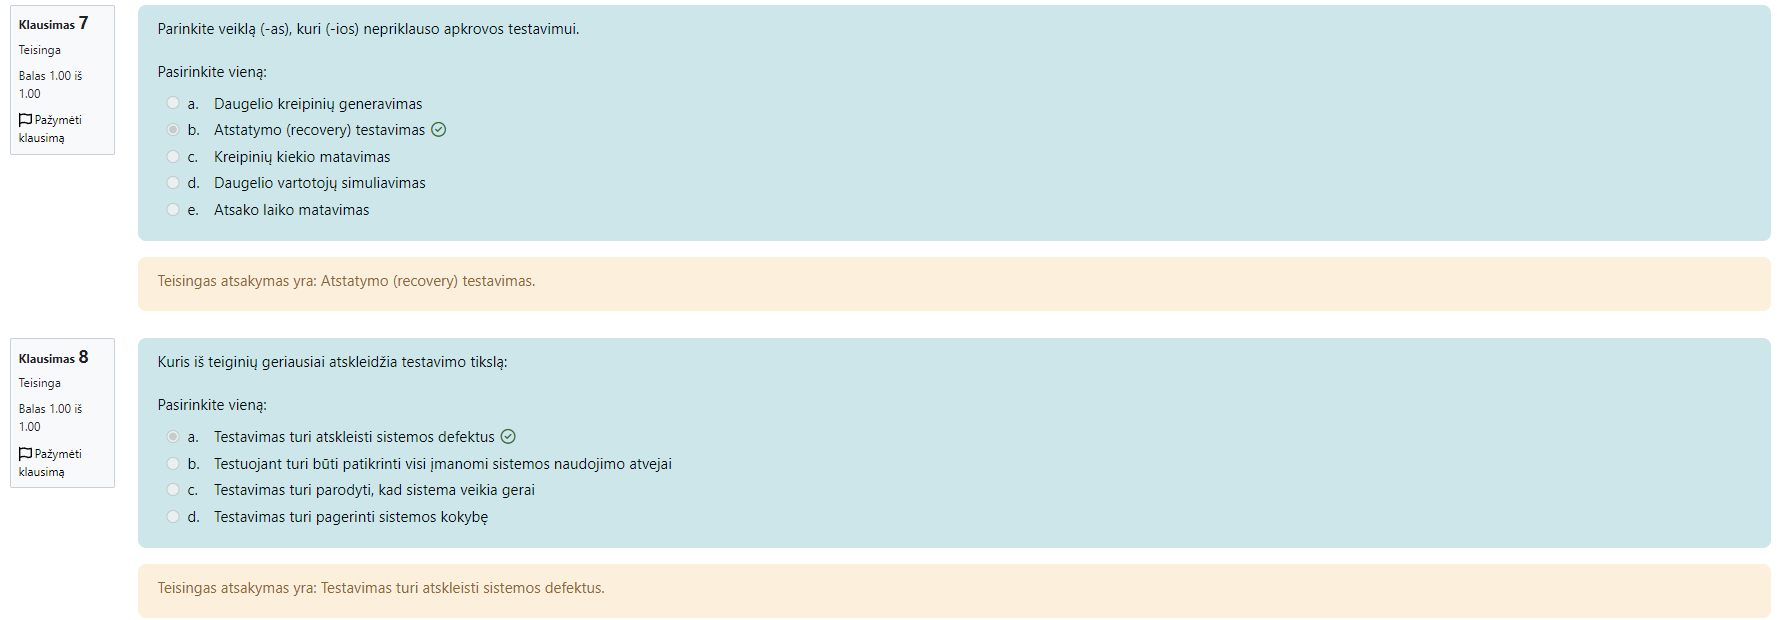 Klausimas 7
Teisinga
Balas 1.00 iš
1.00
Pažymėti
klausimą
Parinkite veiklą (-as), kuri (-ios) nepriklauso apkrovos testavimui.
Pasirinkite vieną:
a. Daugelio kreipinių generavimas
b. Atstatymo (recovery) testavimas
c. Kreipinių kiekio matavimas
d. Daugelio vartotojų simuliavimas
e. Atsako laiko matavimas
Teisingas atsakymas yra: Atstatymo (recovery) testavimas.
Klausimas 8
Teisinga
Balas 1.00 iš
1.00
Pažymėti
klausimą
Kuris iš teiginių geriausiai atskleidžia testavimo tikslą:
Pasirinkite vieną:
a. Testavimas turi atskleisti sistemos defektus
b. Testuojant turi būti patikrinti visi įmanomi sistemos naudojimo atvejai
c. Testavimas turi parodyti, kad sistema veikia gerai
d. Testavimas turi pagerinti sistemos kokybę
Teisingas atsakymas yra: Testavimas turi atskleisti sistemos defektus.